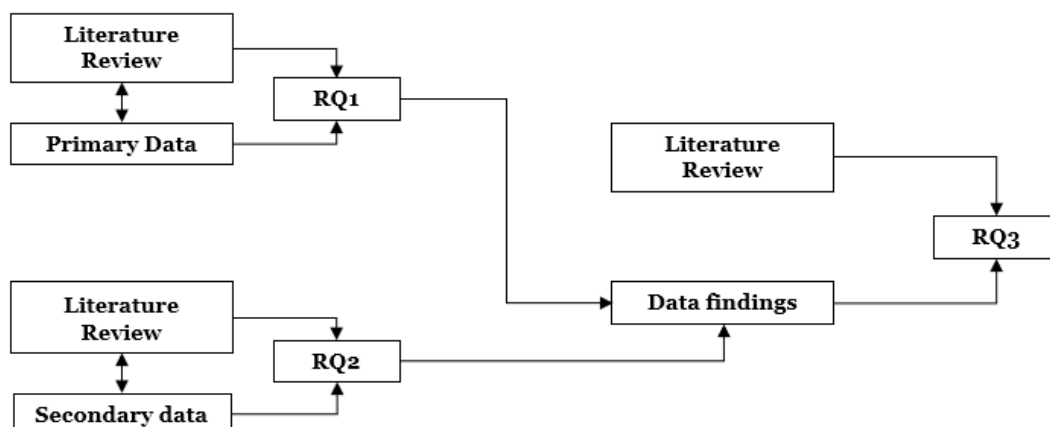 Literature
Review
RQ1
Primary Data
Literature
Review
RQ3
Literature
Review
Data findings
RQ2
Secondary data